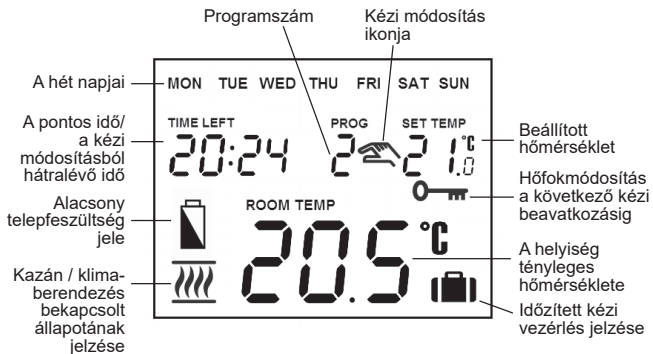 Programszám
Kézi módosítás
ikonja
A hét napjai
MON TUE WED THU FRI SAT SUN
A pontos idő/
a kézi
módosításból
hátralévő idő
TIME LEFT
20:24
PROG
2
SET TEMP
21.0 °C
Beállított
hőmérséklet
Hőfokmódosítás
a következő kézi
beavatkozásig
Alacsony
telepfeszültség
jele
ROOM TEMP
20.5 °C
A helyiség
tényleges
hőmérséklete
Kazán / klíma-
berendezés
bekapcsolt
állapotának
jelzése
Időzített kézi
vezérlés jelzése